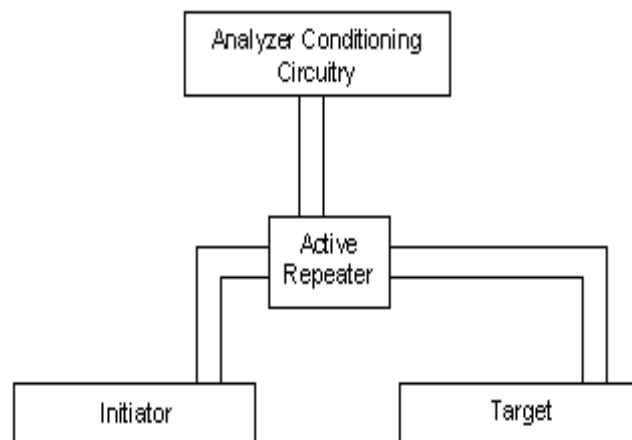 Analyzer Conditioning
Circuitry
Active
Repeater
Initiator
Target